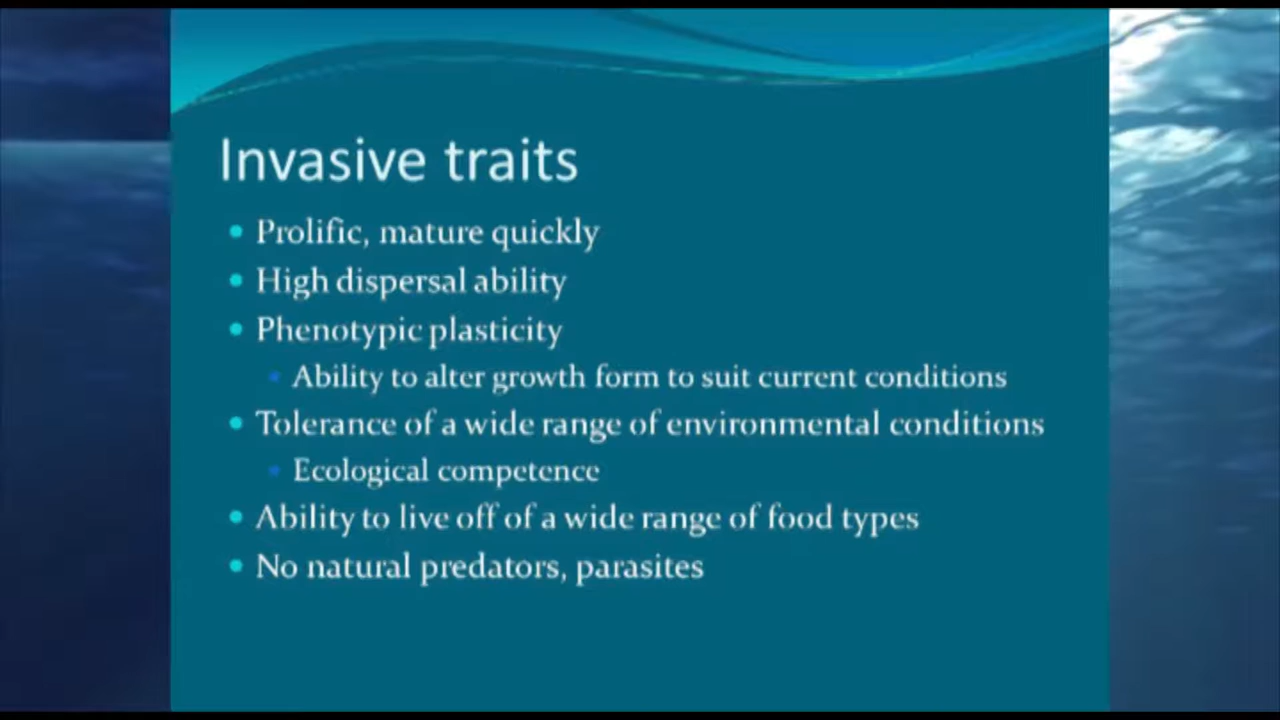 Invasive traits
Prolific, mature quickly
High dispersal ability
Phenotypic plasticity
Ability to alter growth form to suit current conditions
Tolerance of a wide range of environmental conditions
Ecological competence
Ability to live off of a wide range of food types
No natural predators, parasites